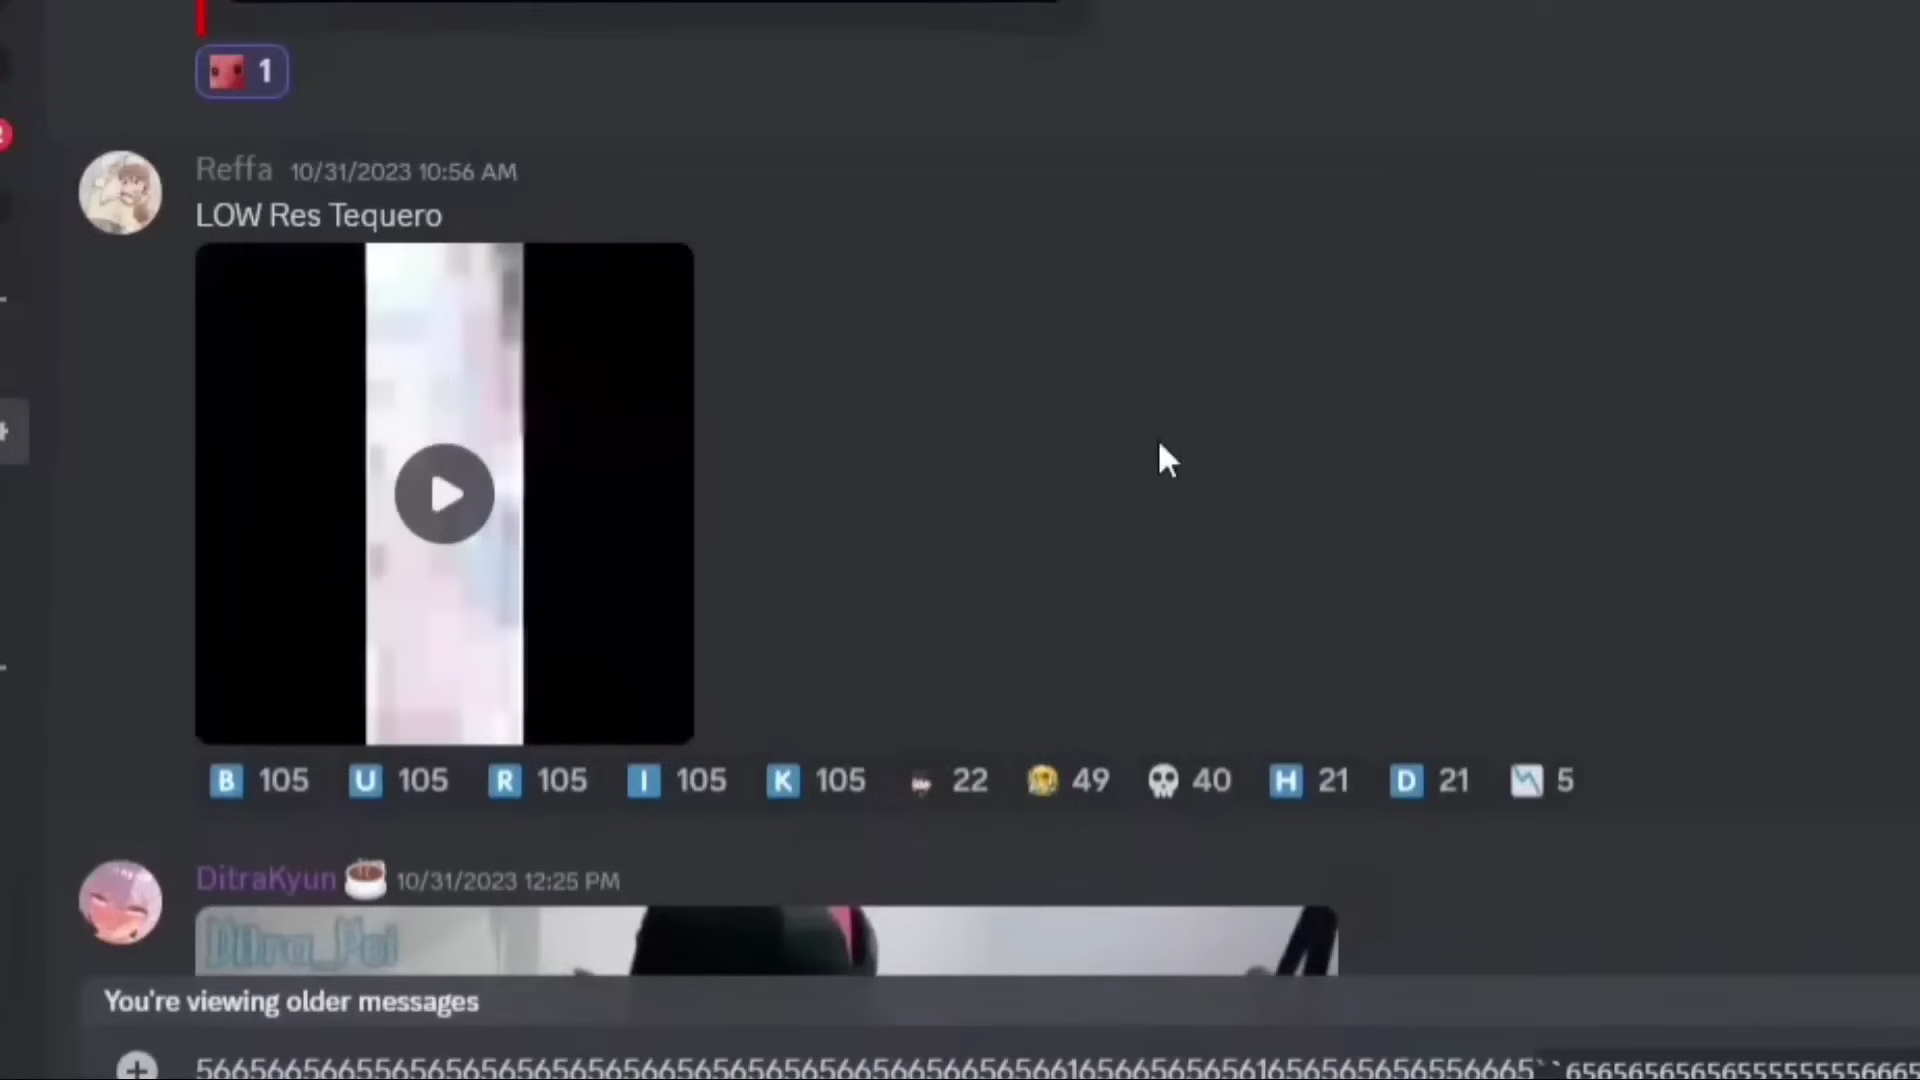 1
Reffa 10/31/2023 10:56 AM
LOW Res Tequero
B 105 U 105 R 105 I 105 K 105 22 49 40 H 21 D 21 5
DitraKyun 10/31/2023 12:25 PM
You're viewing older messages